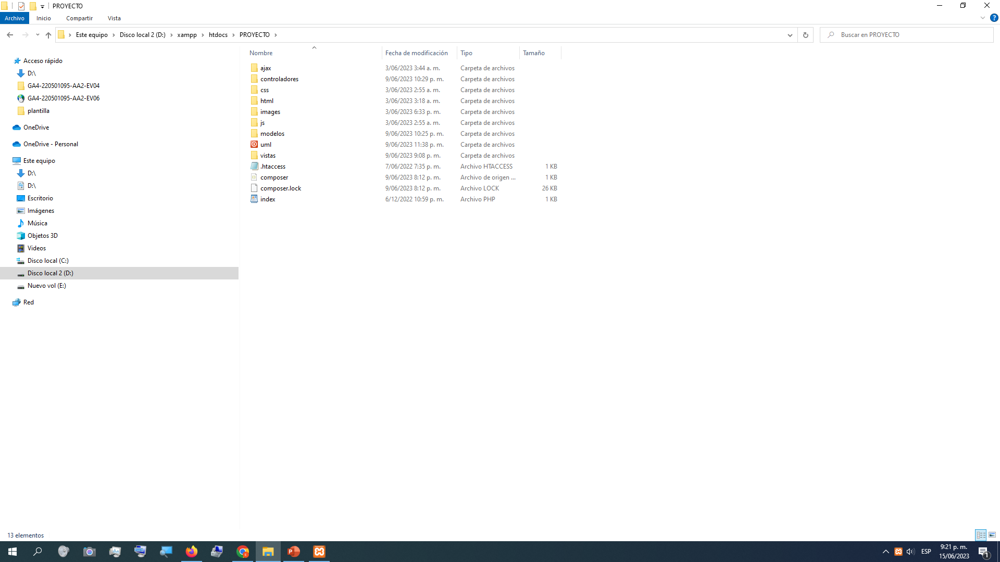 PROYECTO
Archivo Inicio Compartir Vista
Este equipo Disco local 2 (D:) xampp htdocs PROYECTO Buscar en PROYECTO
Nombre Fecha de modificación Tipo Tamaño
Acceso rápido
D:\
GA4-220501095-AA2-EV04
GA4-220501095-AA2-EV06
plantilla
OneDrive
OneDrive - Personal
Este equipo
D:\
D:\
Escritorio
Imágenes
Música
Objetos 3D
Videos
Disco local (C:)
Disco local 2 (D:)
Nuevo vol (E:)
Red
ajax 3/06/2023 3:44 a. m. Carpeta de archivos
controladores 9/06/2023 10:29 p. m. Carpeta de archivos
css 3/06/2023 2:55 a. m. Carpeta de archivos
html 3/06/2023 3:18 a. m. Carpeta de archivos
images 3/06/2023 6:33 p. m. Carpeta de archivos
js 3/06/2023 2:55 a. m. Carpeta de archivos
modelos 9/06/2023 10:25 p. m. Carpeta de archivos
uml 9/06/2023 11:38 p. m. Carpeta de archivos
vistas 9/06/2023 9:08 p. m. Carpeta de archivos
.htaccess 7/06/2022 7:35 p. m. Archivo HTACCESS 1 KB
composer 9/06/2023 8:12 p. m. Archivo de origen ... 1 KB
composer.lock 9/06/2023 8:12 p. m. Archivo LOCK 26 KB
index 6/12/2022 10:59 p. m. Archivo PHP 1 KB
13 elementos
ESP
9:21 p. m.
15/06/2023
1